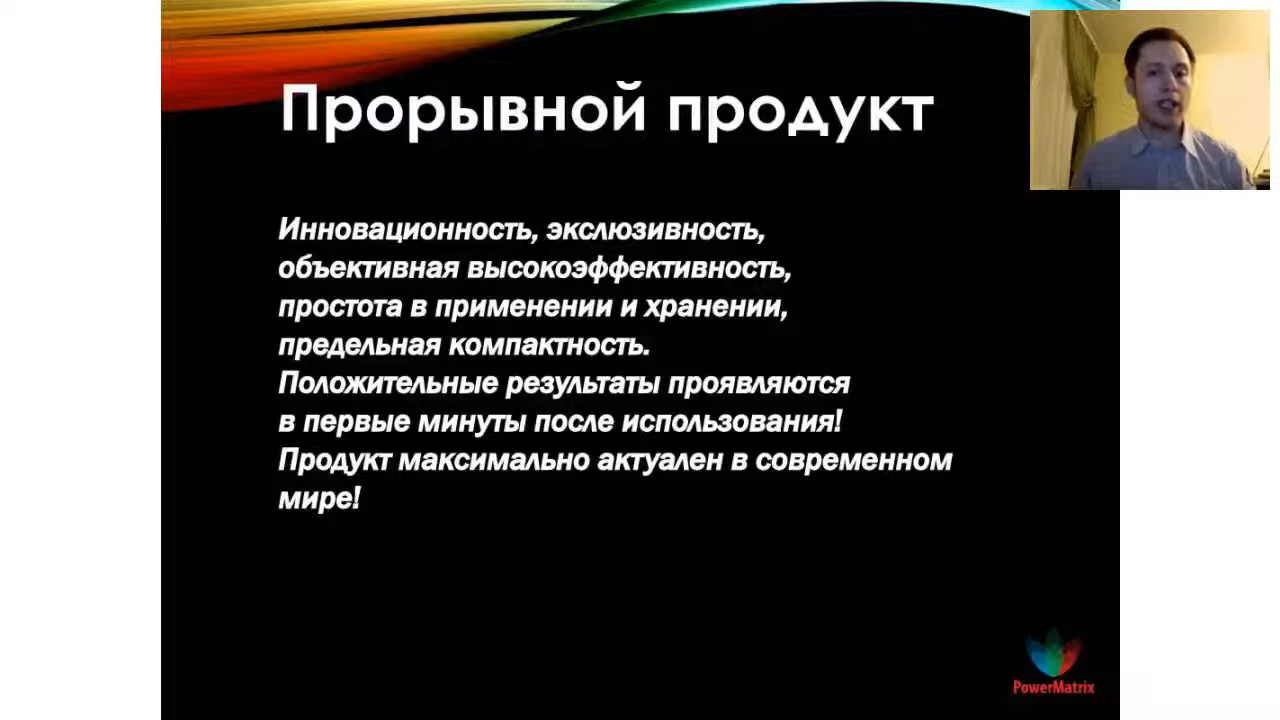 Прорывной продукт
Инновационность, экслюзивность,
объективная высокоэффективность,
простота в применении и хранении,
предельная компактность.
Положительные результаты проявляются
в первые минуты после использования!
Продукт максимально актуален в современном
мире!
PowerMatrix